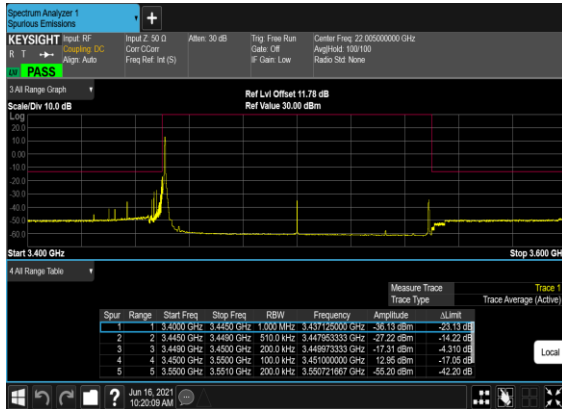 Spectrum Analyzer 1
Spurious Emissions
KEYSIGHT Input: RF Input Z: 50 Ω Atten: 30 dB Trig: Free Run Center Freq: 22.005000000 GHz
R T Coupling: DC Corr CCorr Gate: Off Avg|Hold: 100/100
Align: Auto Freq Ref: Int (S) IF Gain: Low Radio Std: None
PASS
3 All Range Graph
Ref Lvl Offset 11.78 dB
Scale/Div 10.0 dB Ref Value 30.00 dBm
Log
20.0
10.0
0.00
-10.0
-20.0
-30.0
-40.0
-50.0
-60.0
Start 3.400 GHz Stop 3.600 GH
4 All Range Table
Measure Trace Trace 1
Trace Type Trace Average (Active)
Spur Range Start Freq Stop Freq RBW Frequency Amplitude ΔLimit
1 1 3.4000 GHz 3.4450 GHz 1.000 MHz 3.437125000 GHz -36.13 dBm -23.13 dB
2 2 3.4450 GHz 3.4490 GHz 510.0 kHz 3.447953333 GHz -27.22 dBm -14.22 dB
3 3 3.4490 GHz 3.4500 GHz 200.0 kHz 3.449973333 GHz -17.31 dBm -4.310 dB
4 4 3.4500 GHz 3.5500 GHz 100.0 kHz 3.451000000 GHz 12.95 dBm -17.05 dB
5 5 3.5500 GHz 3.5510 GHz 200.0 kHz 3.550721667 GHz -55.20 dBm -42.20 dB
Local
? Jun 16, 2021
10:20:09 AM